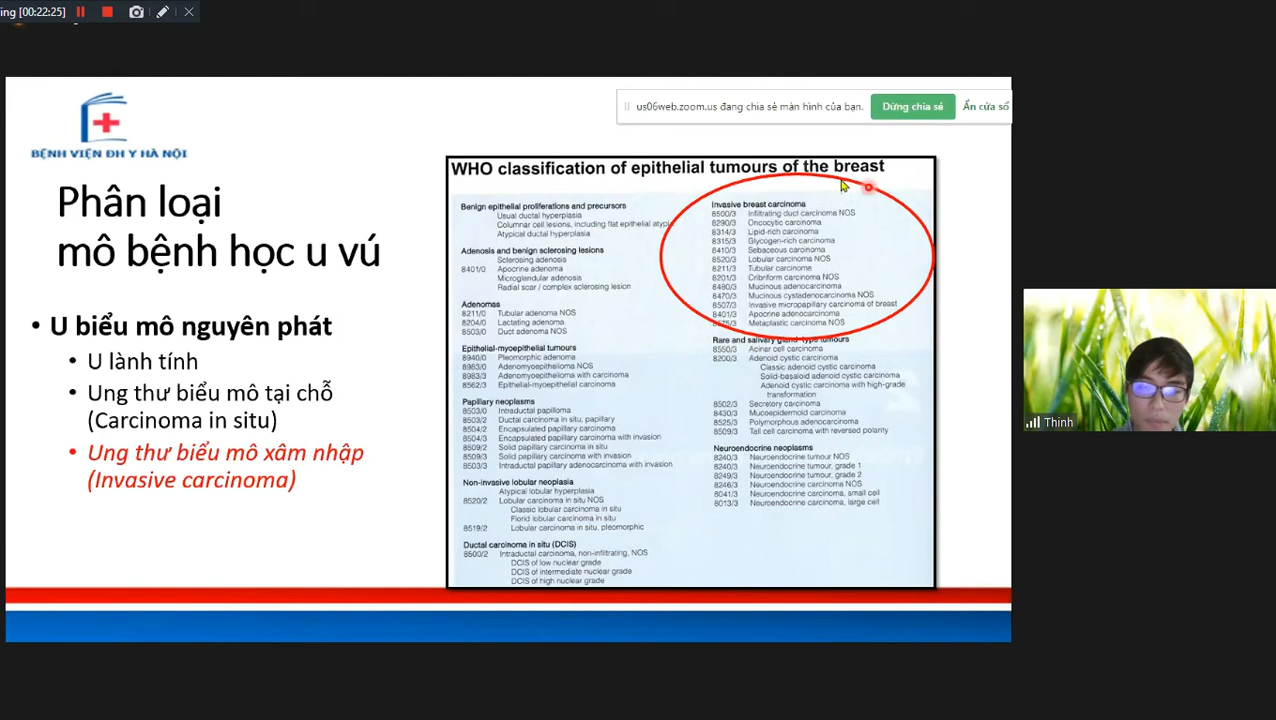 ing [00:22:25]
us06web.zoom.us đang chia sẻ màn hình của bạn.
Dừng chia sẻ
Ẩn cửa sổ
BỆNH VIỆN ĐH Y HÀ NỘI
Phân loại
mô bệnh học u vú
• U biểu mô nguyên phát
• U lành tính
• Ung thư biểu mô tại chỗ
(Carcinoma in situ)
• Ung thư biểu mô xâm nhập
(Invasive carcinoma)
WHO classification of epithelial tumours of the breast
Benign epithelial proliferations and precursors
Usual ductal hyperplasia
Columnar cell lesions, including flat epithelial atypi
Atypical ductal hyperplasia
Adenosis and benign sclerosing lesions
Sclerosing adenosis
8401/0 Apocrine adenoma
Microglandular adenosis
Radial scar / complex sclerosing lesion
Adenomas
8211/0 Tubular adenoma NOS
8204/0 Lactating adenoma
8503/0 Duct adenoma NOS
Epithelial-myoepithelial tumours
8940/0 Pleomorphic adenoma
8983/0 Adenomyoepithelioma NOS
8983/3 Adenomyoepithelioma with carcinoma
8562/3 Epithelial-myoepithelial carcinoma
Papillary neoplasms
8503/0 Intraductal papilloma
8503/2 Ductal carcinoma in situ, papillary
8504/2 Encapsulated papillary carcinoma
8504/3 Encapsulated papillary carcinoma with invasion
8509/2 Solid papillary carcinoma in situ
8509/3 Solid papillary carcinoma with invasion
8503/3 Intraductal papillary adenocarcinoma with invasion
Non-invasive lobular neoplasia
Atypical lobular hyperplasia
8520/2 Lobular carcinoma in situ NOS
Classic lobular carcinoma in situ
Florid lobular carcinoma in situ
8519/2 Lobular carcinoma in situ, pleomorphic
Ductal carcinoma in situ (DCIS)
8500/2 Intraductal carcinoma, non-infiltrating, NOS
DCIS of low nuclear grade
DCIS of intermediate nuclear grade
DCIS of high nuclear grade
Invasive breast carcinoma
8500/3 Infiltrating duct carcinoma NOS
8290/3 Oncocytic carcinoma
8314/3 Lipid-rich carcinoma
8315/3 Glycogen-rich carcinoma
8410/3 Sebaceous carcinoma
8520/3 Lobular carcinoma NOS
8211/3 Tubular carcinoma
8201/3 Cribriform carcinoma NOS
8480/3 Mucinous adenocarcinoma
8470/3 Mucinous cystadenocarcinoma NOS
8507/3 Invasive micropapillary carcinoma of breast
8401/3 Apocrine adenocarcinoma
8575/3 Metaplastic carcinoma NOS
Rare and salivary gland-type tumours
8550/3 Acinar cell carcinoma
8200/3 Adenoid cystic carcinoma
Classic adenoid cystic carcinoma
Solid-basaloid adenoid cystic carcinoma
Adenoid cystic carcinoma with high-grade
transformation
8502/3 Secretory carcinoma
8430/3 Mucoepidermoid carcinoma
8525/3 Polymorphous adenocarcinoma
8509/3 Tall cell carcinoma with reversed polarity
Neuroendocrine neoplasms
8240/3 Neuroendocrine tumour NOS
8240/3 Neuroendocrine tumour, grade 1
8249/3 Neuroendocrine tumour, grade 2
8246/3 Neuroendocrine carcinoma NOS
8041/3 Neuroendocrine carcinoma, small cell
8013/3 Neuroendocrine carcinoma, large cell
Thinh